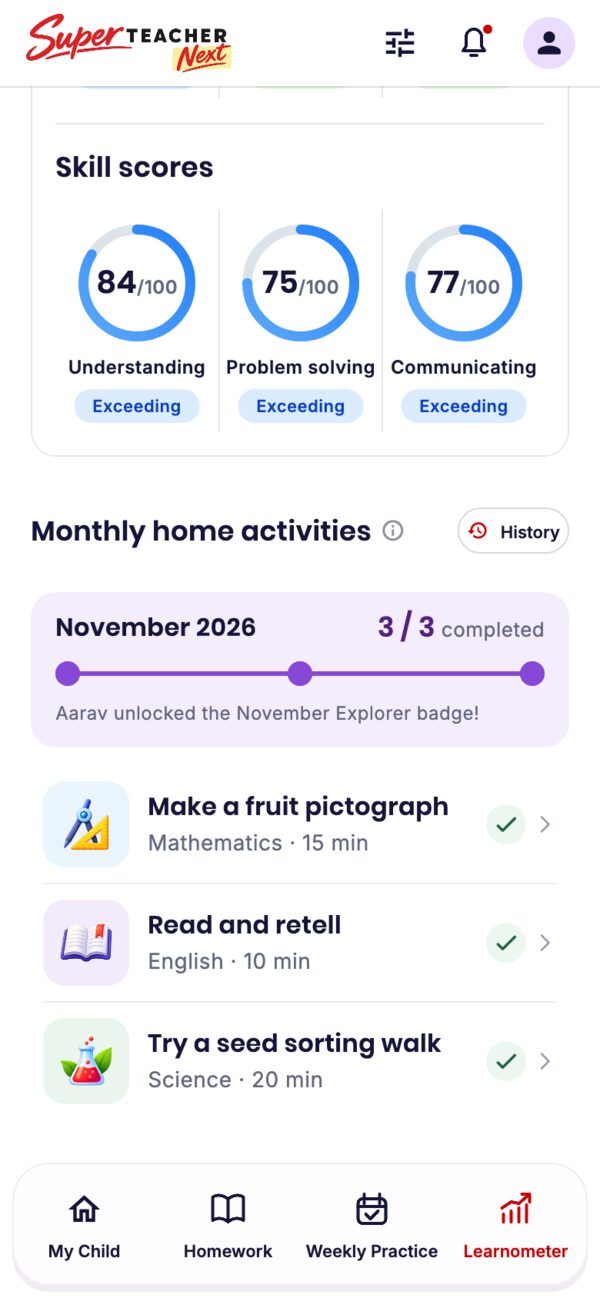 Super TEACHER
Next
Skill scores
84/100
75/100
77/100
Understanding
Problem solving
Communicating
Exceeding
Exceeding
Exceeding
Monthly home activities
History
November 2026
3 / 3 completed
Aarav unlocked the November Explorer badge!
Make a fruit pictograph
Mathematics · 15 min
Read and retell
English · 10 min
Try a seed sorting walk
Science · 20 min
My Child
Homework
Weekly Practice
Learnometer